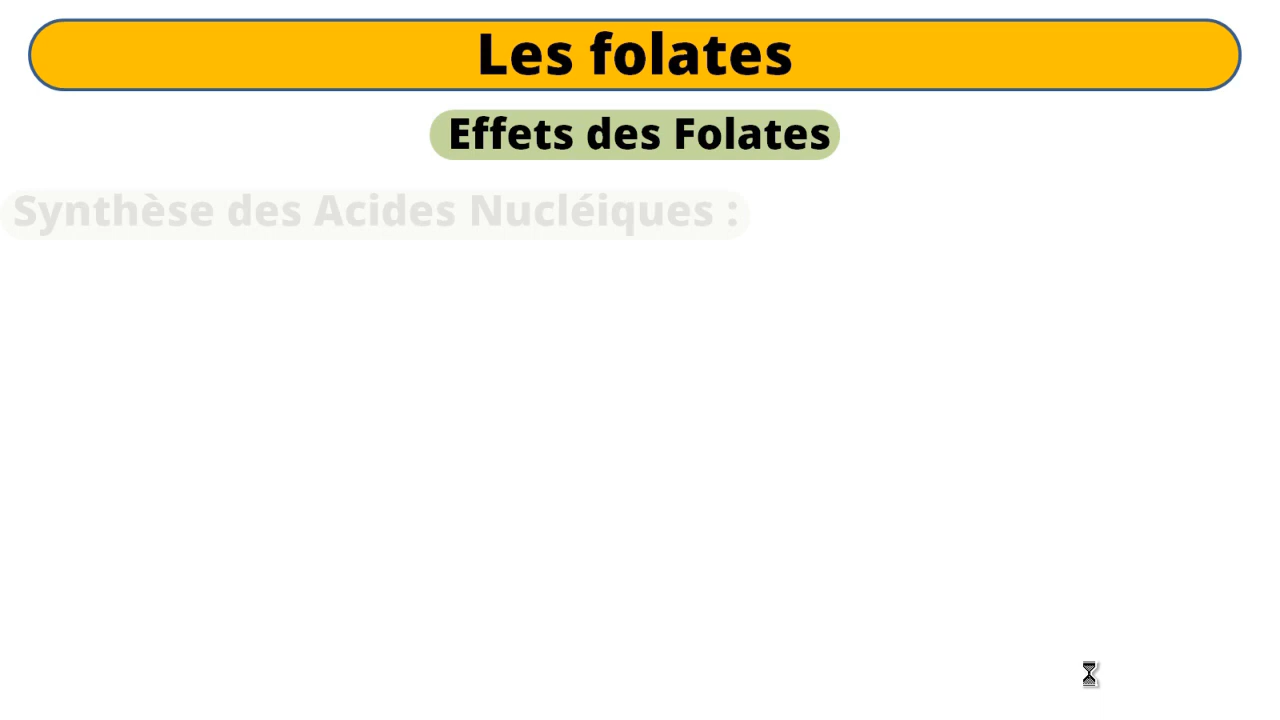 Les folates
Effets des Folates
Synthèse des Acides Nucléiques :